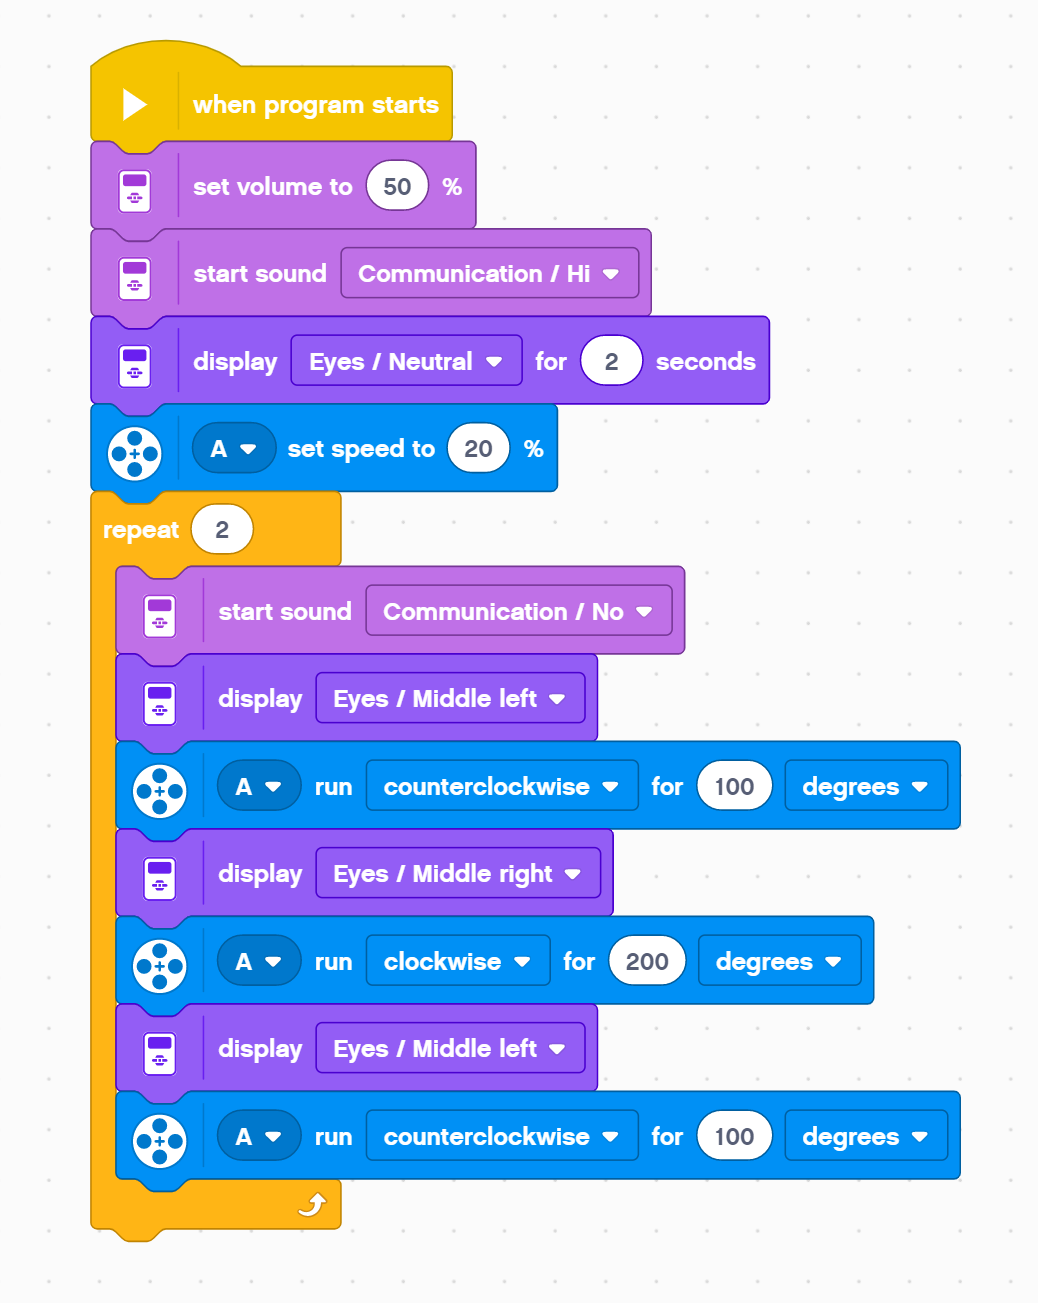 when program starts
set volume to 50 %
start sound Communication / Hi
display Eyes / Neutral for 2 seconds
A set speed to 20 %
repeat 2
start sound Communication / No
display Eyes / Middle left
A run counterclockwise for 100 degrees
display Eyes / Middle right
A run clockwise for 200 degrees
display Eyes / Middle left
A run counterclockwise for 100 degrees